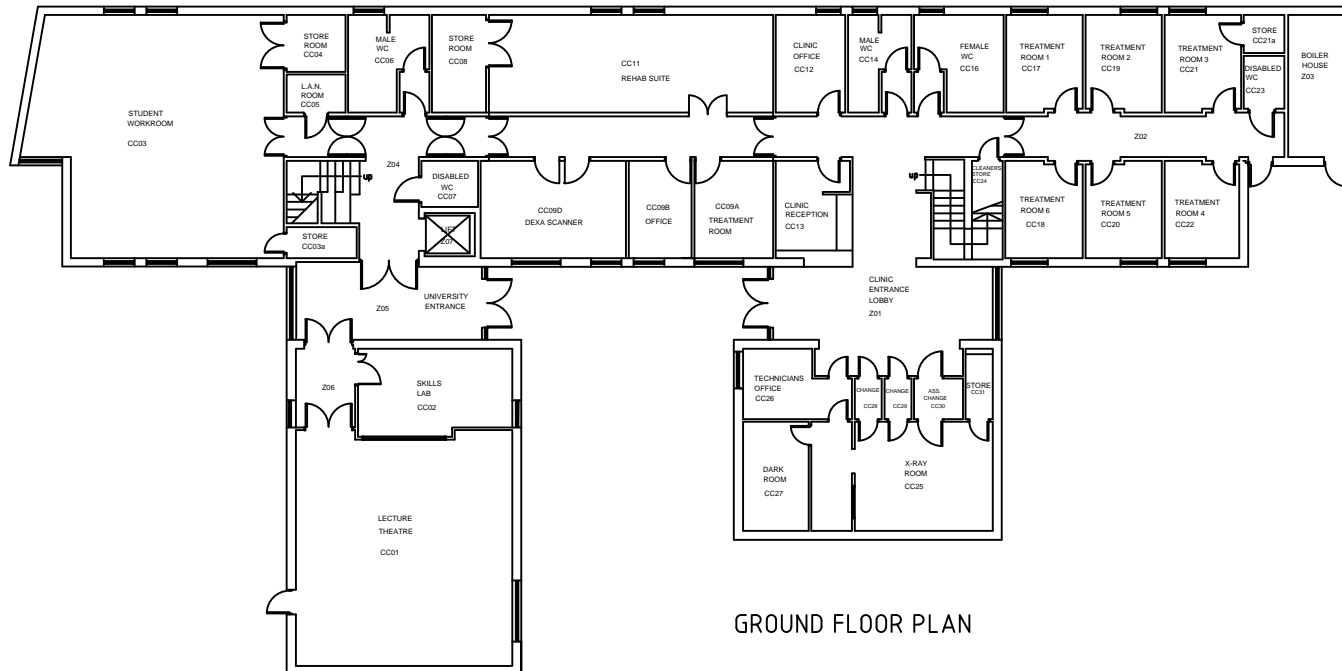 STORE
ROOM
CC04
MALE
WC
CC06
STORE
ROOM
CC08
CC11
REHAB SUITE
CLINIC
OFFICE
CC12
MALE
WC
CC14
FEMALE
WC
CC16
TREATMENT
ROOM 1
CC17
TREATMENT
ROOM 2
CC19
TREATMENT
ROOM 3
CC21
STORE
CC21a
DISABLED
WC
CC23
BOILER
HOUSE
Z03
L.A.N.
ROOM
CC05
STUDENT
WORKROOM
CC03
Z04
Z02
up
DISABLED
WC
CC07
LIFT
Z07
STORE
CC03a
CC09D
DEXA SCANNER
CC09B
OFFICE
CC09A
TREATMENT
ROOM
CLINIC
RECEPTION
CC13
up
CLEANERS
STORE
CC24
TREATMENT
ROOM 6
CC18
TREATMENT
ROOM 5
CC20
TREATMENT
ROOM 4
CC22
Z05
UNIVERSITY
ENTRANCE
CLINIC
ENTRANCE
LOBBY
Z01
Z06
SKILLS
LAB
CC02
TECHNICIANS
OFFICE
CC26
CHANGE
CC28
CHANGE
CC29
ASS.
CHANGE
CC30
STORE
CC31
DARK
ROOM
CC27
X-RAY
ROOM
CC25
LECTURE
THEATRE
CC01
GROUND FLOOR PLAN